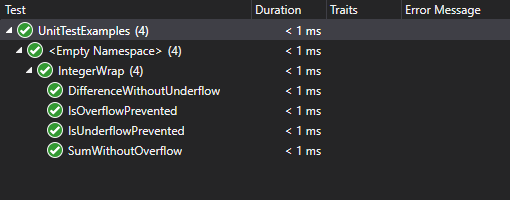 Test Duration Traits Error Message
UnitTestExamples (4) < 1 ms
<Empty Namespace> (4) < 1 ms
IntegerWrap (4) < 1 ms
DifferenceWithoutUnderflow < 1 ms
IsOverflowPrevented < 1 ms
IsUnderflowPrevented < 1 ms
SumWithoutOverflow < 1 ms